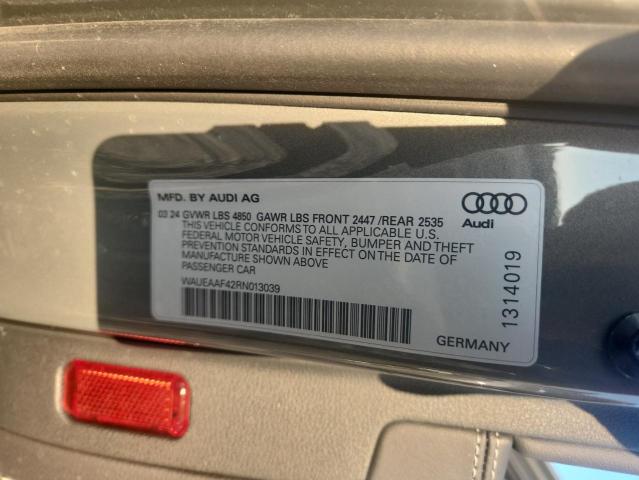 MFD. BY AUDI AG
03 24 GVWR LBS 4850 GAWR LBS FRONT 2447 /REAR 2535
THIS VEHICLE CONFORMS TO ALL APPLICABLE U.S.
FEDERAL MOTOR VEHICLE SAFETY, BUMPER AND THEFT
PREVENTION STANDARDS IN EFFECT ON THE DATE OF
MANUFACTURE SHOWN ABOVE
PASSENGER CAR
WAUEAAF42RN013039
Audi
1314019
GERMANY